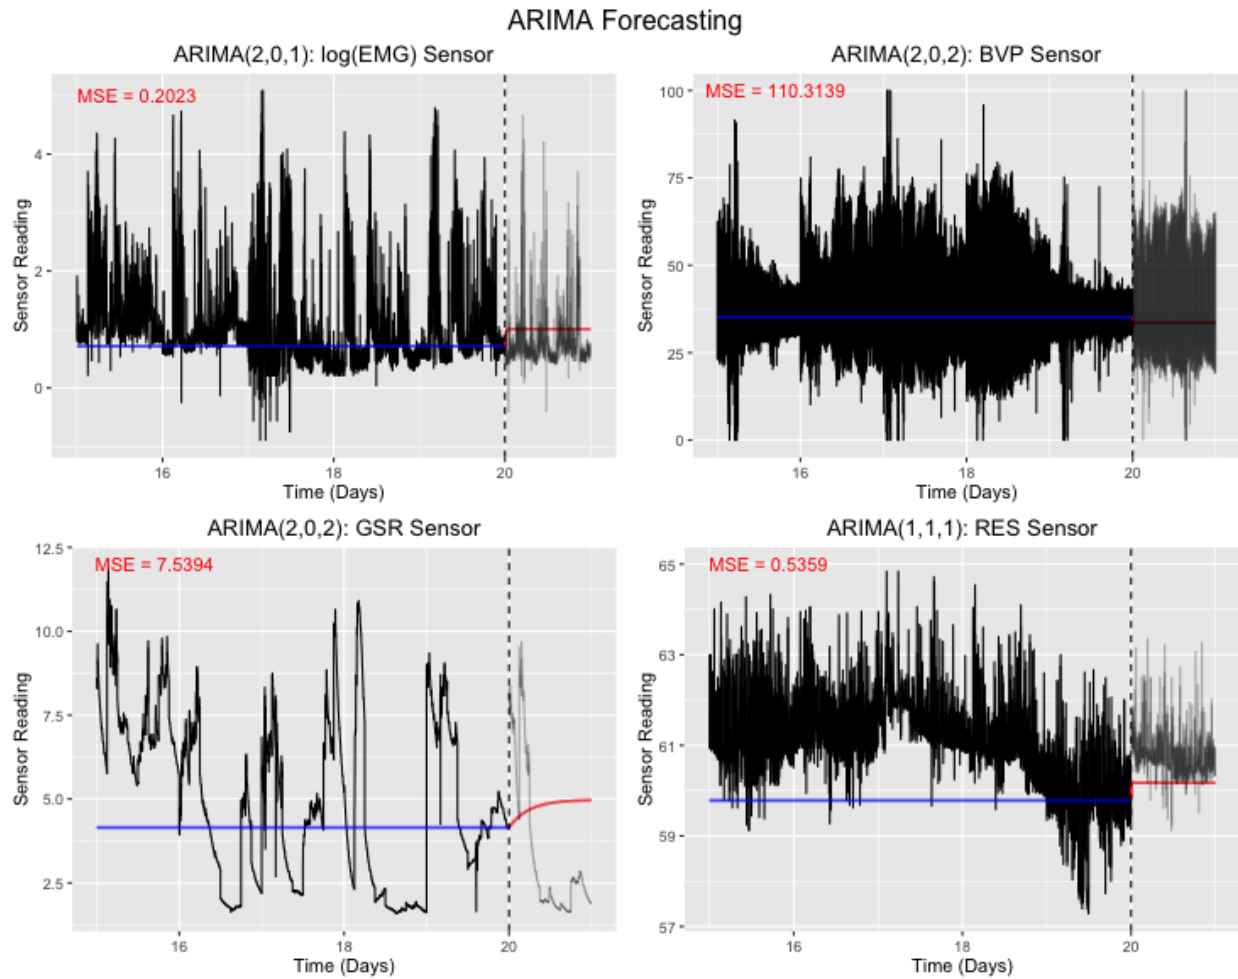 ARIMA Forecasting
ARIMA(2,0,1): log(EMG) Sensor
MSE = 0.2023
Sensor Reading
4
2
0
16
18
20
Time (Days)
ARIMA(2,0,2): BVP Sensor
MSE = 110.3139
Sensor Reading
100
75
50
25
0
16
18
20
Time (Days)
ARIMA(2,0,2): GSR Sensor
MSE = 7.5394
Sensor Reading
12.5
10.0
7.5
5.0
2.5
16
18
20
Time (Days)
ARIMA(1,1,1): RES Sensor
MSE = 0.5359
Sensor Reading
65
63
61
59
57
16
18
20
Time (Days)